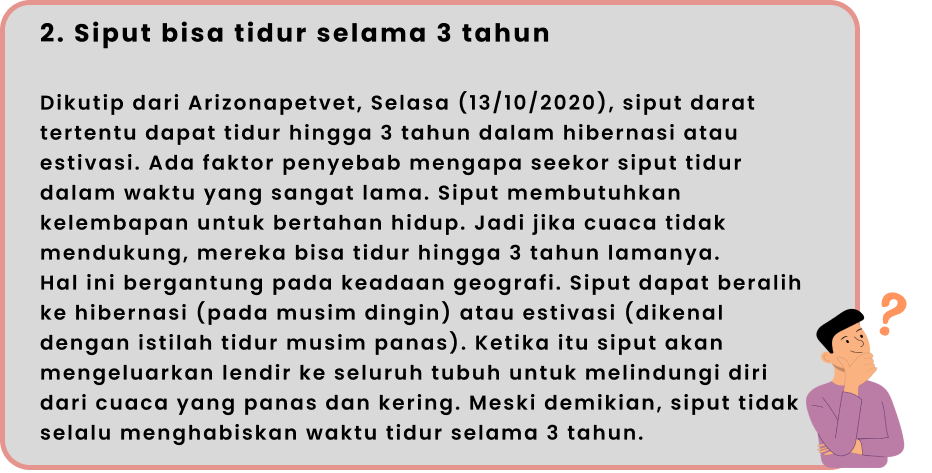 2. Siput bisa tidur selama 3 tahun
Dikutip dari Arizonapetvet, Selasa (13/10/2020), siput darat
tertentu dapat tidur hingga 3 tahun dalam hibernasi atau
estivasi. Ada faktor penyebab mengapa seekor siput tidur
dalam waktu yang sangat lama. Siput membutuhkan
kelembapan untuk bertahan hidup. Jadi jika cuaca tidak
mendukung, mereka bisa tidur hingga 3 tahun lamanya.
Hal ini bergantung pada keadaan geografi. Siput dapat beralih
ke hibernasi (pada musim dingin) atau estivasi (dikenal
dengan istilah tidur musim panas). Ketika itu siput akan
mengeluarkan lendir ke seluruh tubuh untuk melindungi diri
dari cuaca yang panas dan kering. Meski demikian, siput tidak
selalu menghabiskan waktu tidur selama 3 tahun.
?